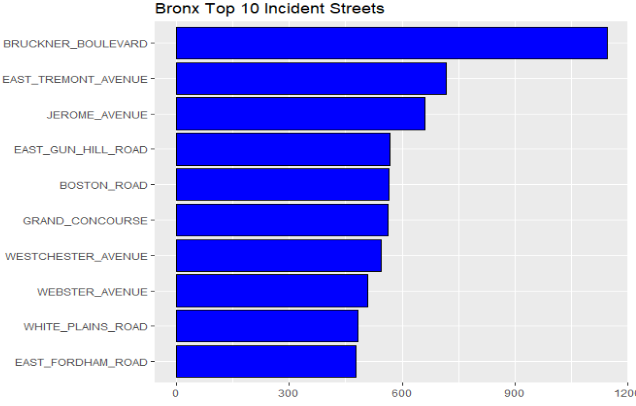 Bronx Top 10 Incident Streets
BRUCKNER_BOULEVARD
EAST_TREMONT_AVENUE
JEROME_AVENUE
EAST_GUN_HILL_ROAD
BOSTON_ROAD
GRAND_CONCOURSE
WESTCHESTER_AVENUE
WEBSTER_AVENUE
WHITE_PLAINS_ROAD
EAST_FORDHAM_ROAD
0 300 600 900 1200